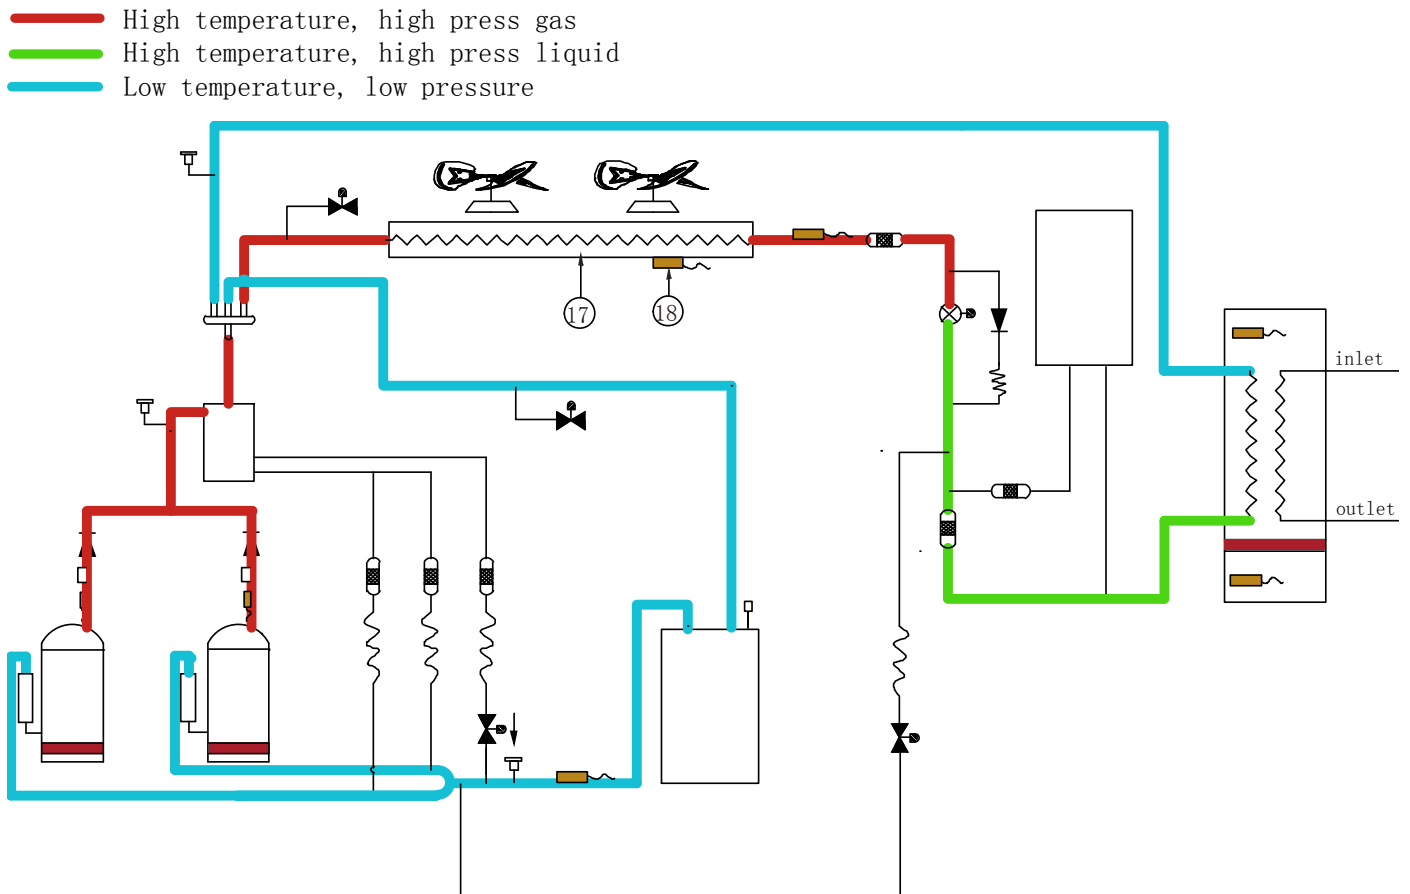 High temperature, high press gas
High temperature, high press liquid
Low temperature, low pressure
17
18
inlet
outlet